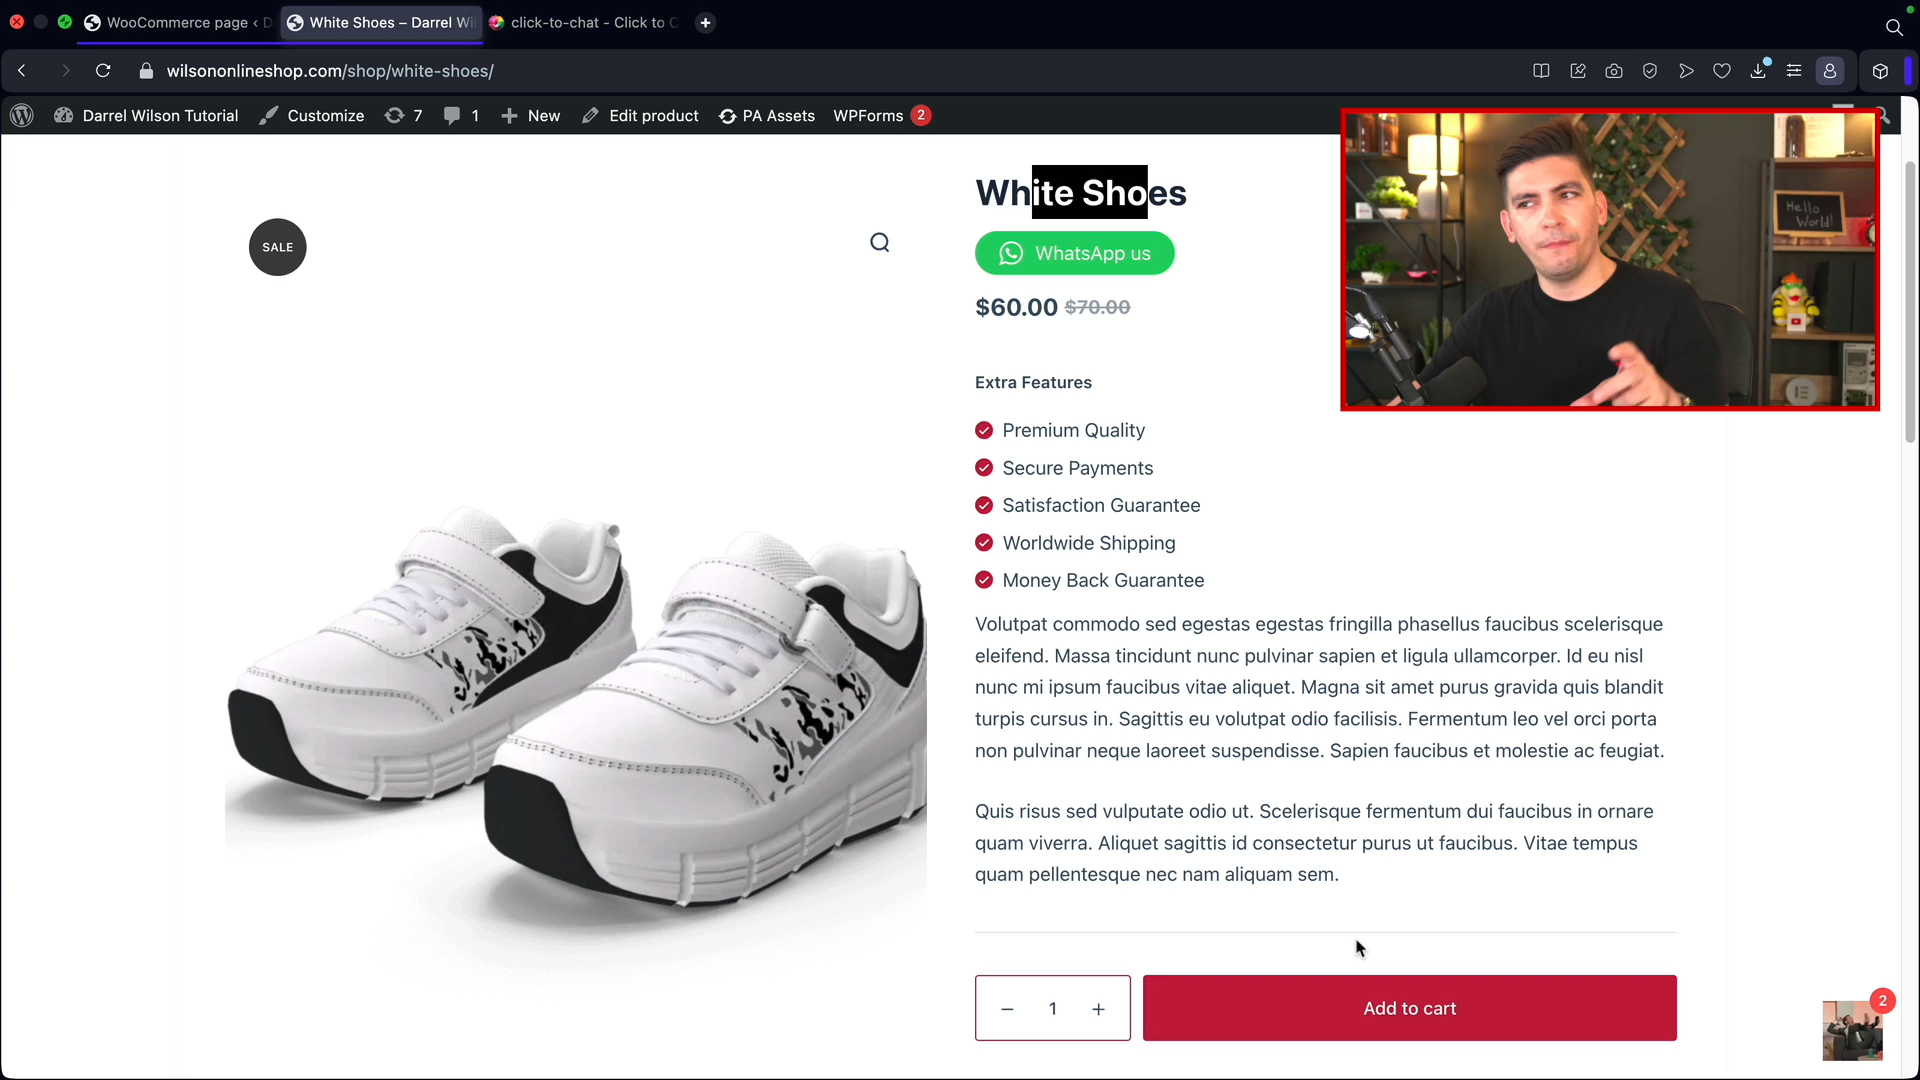 WooCommerce page ‹ D
White Shoes – Darrel Wil
click-to-chat - Click to C
wilsononlineshop.com/shop/white-shoes/
Darrel Wilson Tutorial
Customize
7
1
New
Edit product
PA Assets
WPForms 2
Hello World!
SALE
White Shoes
WhatsApp us
$60.00 $70.00
Extra Features
Premium Quality
Secure Payments
Satisfaction Guarantee
Worldwide Shipping
Money Back Guarantee
Volutpat commodo sed egestas egestas fringilla phasellus faucibus scelerisque
eleifend. Massa tincidunt nunc pulvinar sapien et ligula ullamcorper. Id eu nisl
nunc mi ipsum faucibus vitae aliquet. Magna sit amet purus gravida quis blandit
turpis cursus in. Sagittis eu volutpat odio facilisis. Fermentum leo vel orci porta
non pulvinar neque laoreet suspendisse. Sapien faucibus et molestie ac feugiat.
Quis risus sed vulputate odio ut. Scelerisque fermentum dui faucibus in ornare
quam viverra. Aliquet sagittis id consectetur purus ut faucibus. Vitae tempus
quam pellentesque nec nam aliquam sem.
− 1 +
Add to cart
2